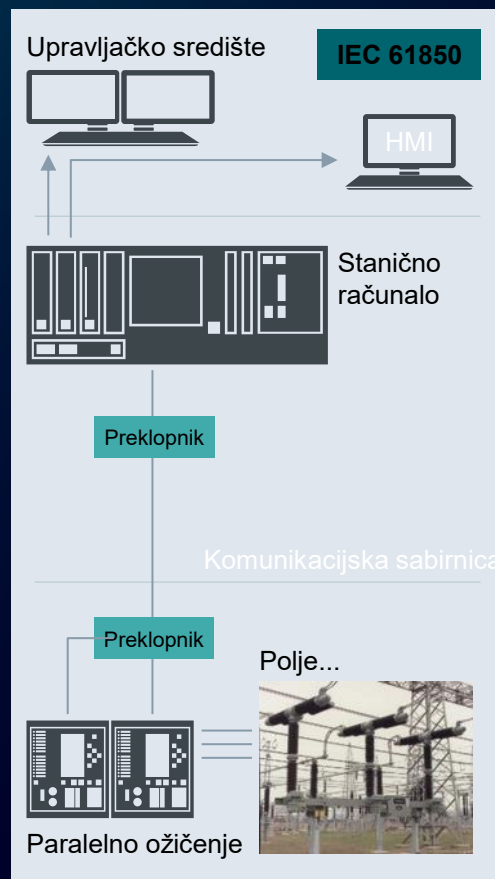 Upravljačko središte
IEC 61850
HMI
Stanično
računalo
Preklopnik
Komunikacijska sabirnica
Preklopnik
Polje...
Paralelno ožičenje